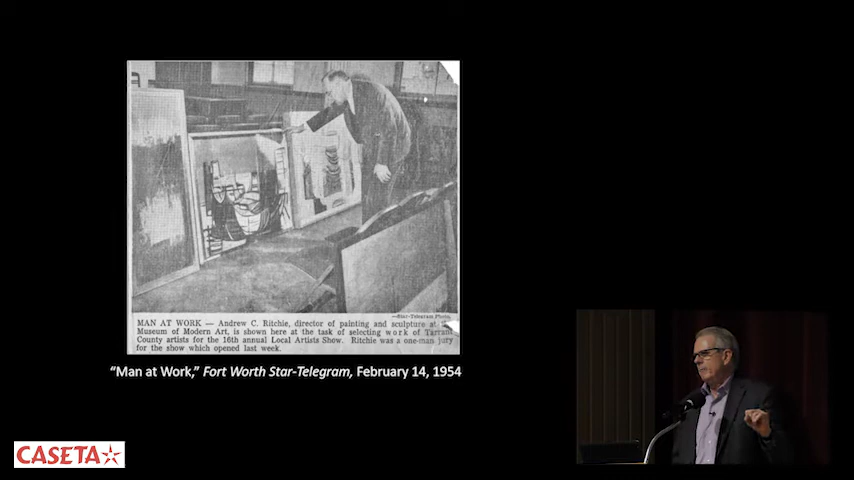 —Star-Telegram Photo.
MAN AT WORK — Andrew C. Ritchie, director of painting and sculpture at
Museum of Modern Art, is shown here at the task of selecting work of Tarrant
County artists for the 16th annual Local Artists Show. Ritchie was a one-man jury
for the show which opened last week.
“Man at Work,” Fort Worth Star-Telegram, February 14, 1954
CASETA